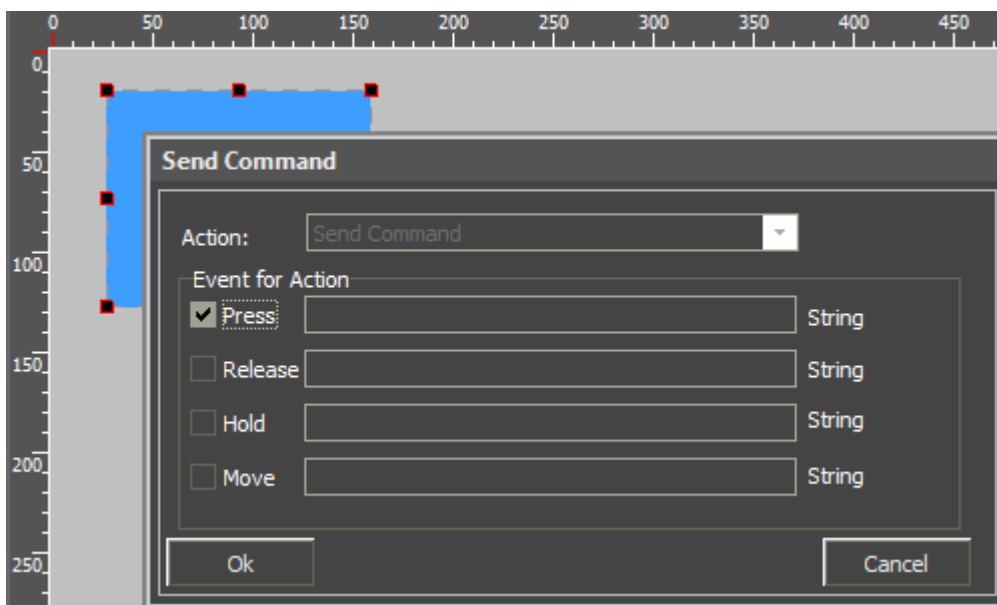 0 50 100 150 200 250 300 350 400 450
0
50
100
150
200
250
Send Command
Action: Send Command
Event for Action
Press String
Release String
Hold String
Move String
Ok Cancel